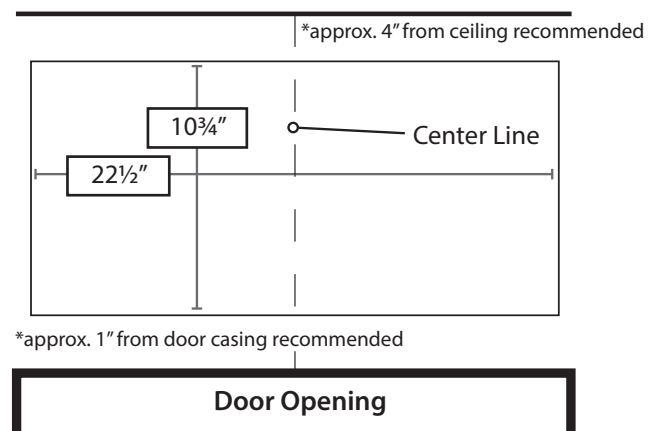 *approx. 4" from ceiling recommended
10¾"
Center Line
22½"
*approx. 1" from door casing recommended
Door Opening